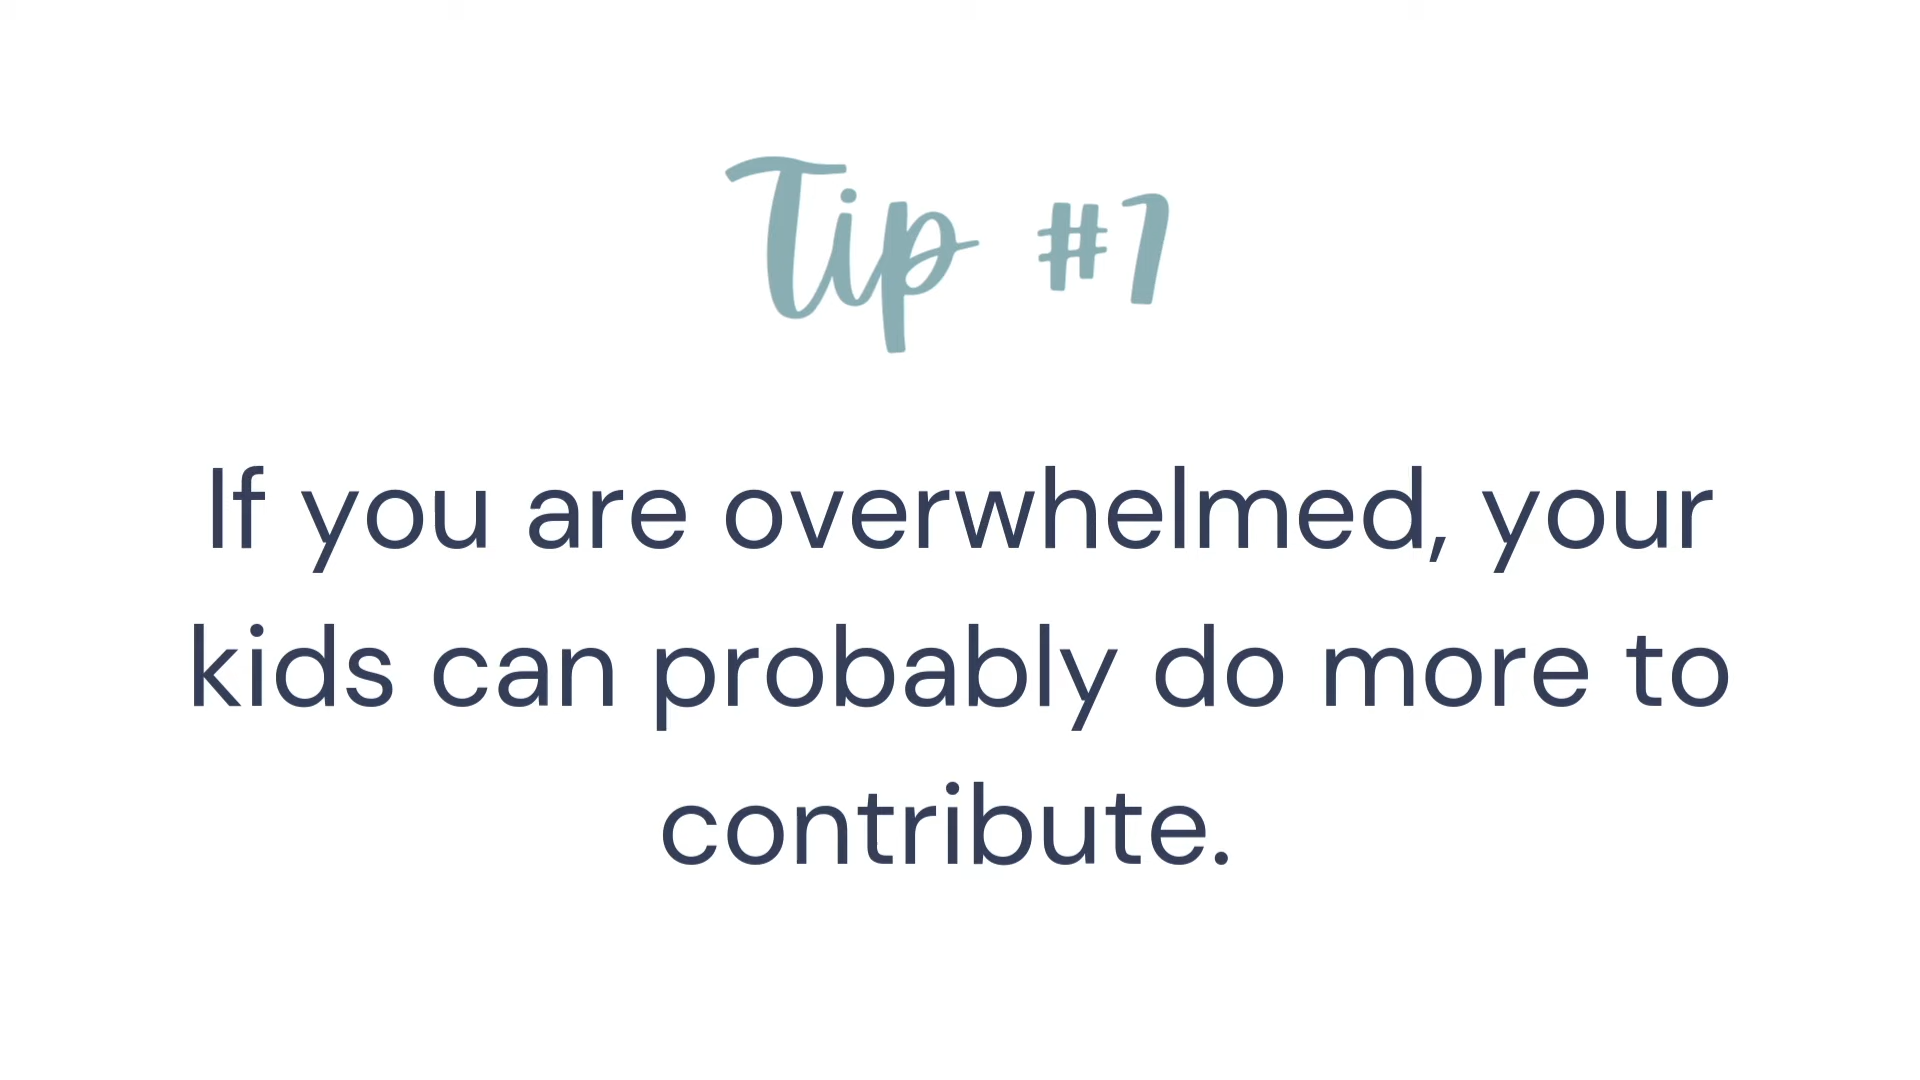 Tip #1
If you are overwhelmed, your
kids can probably do more to
contribute.